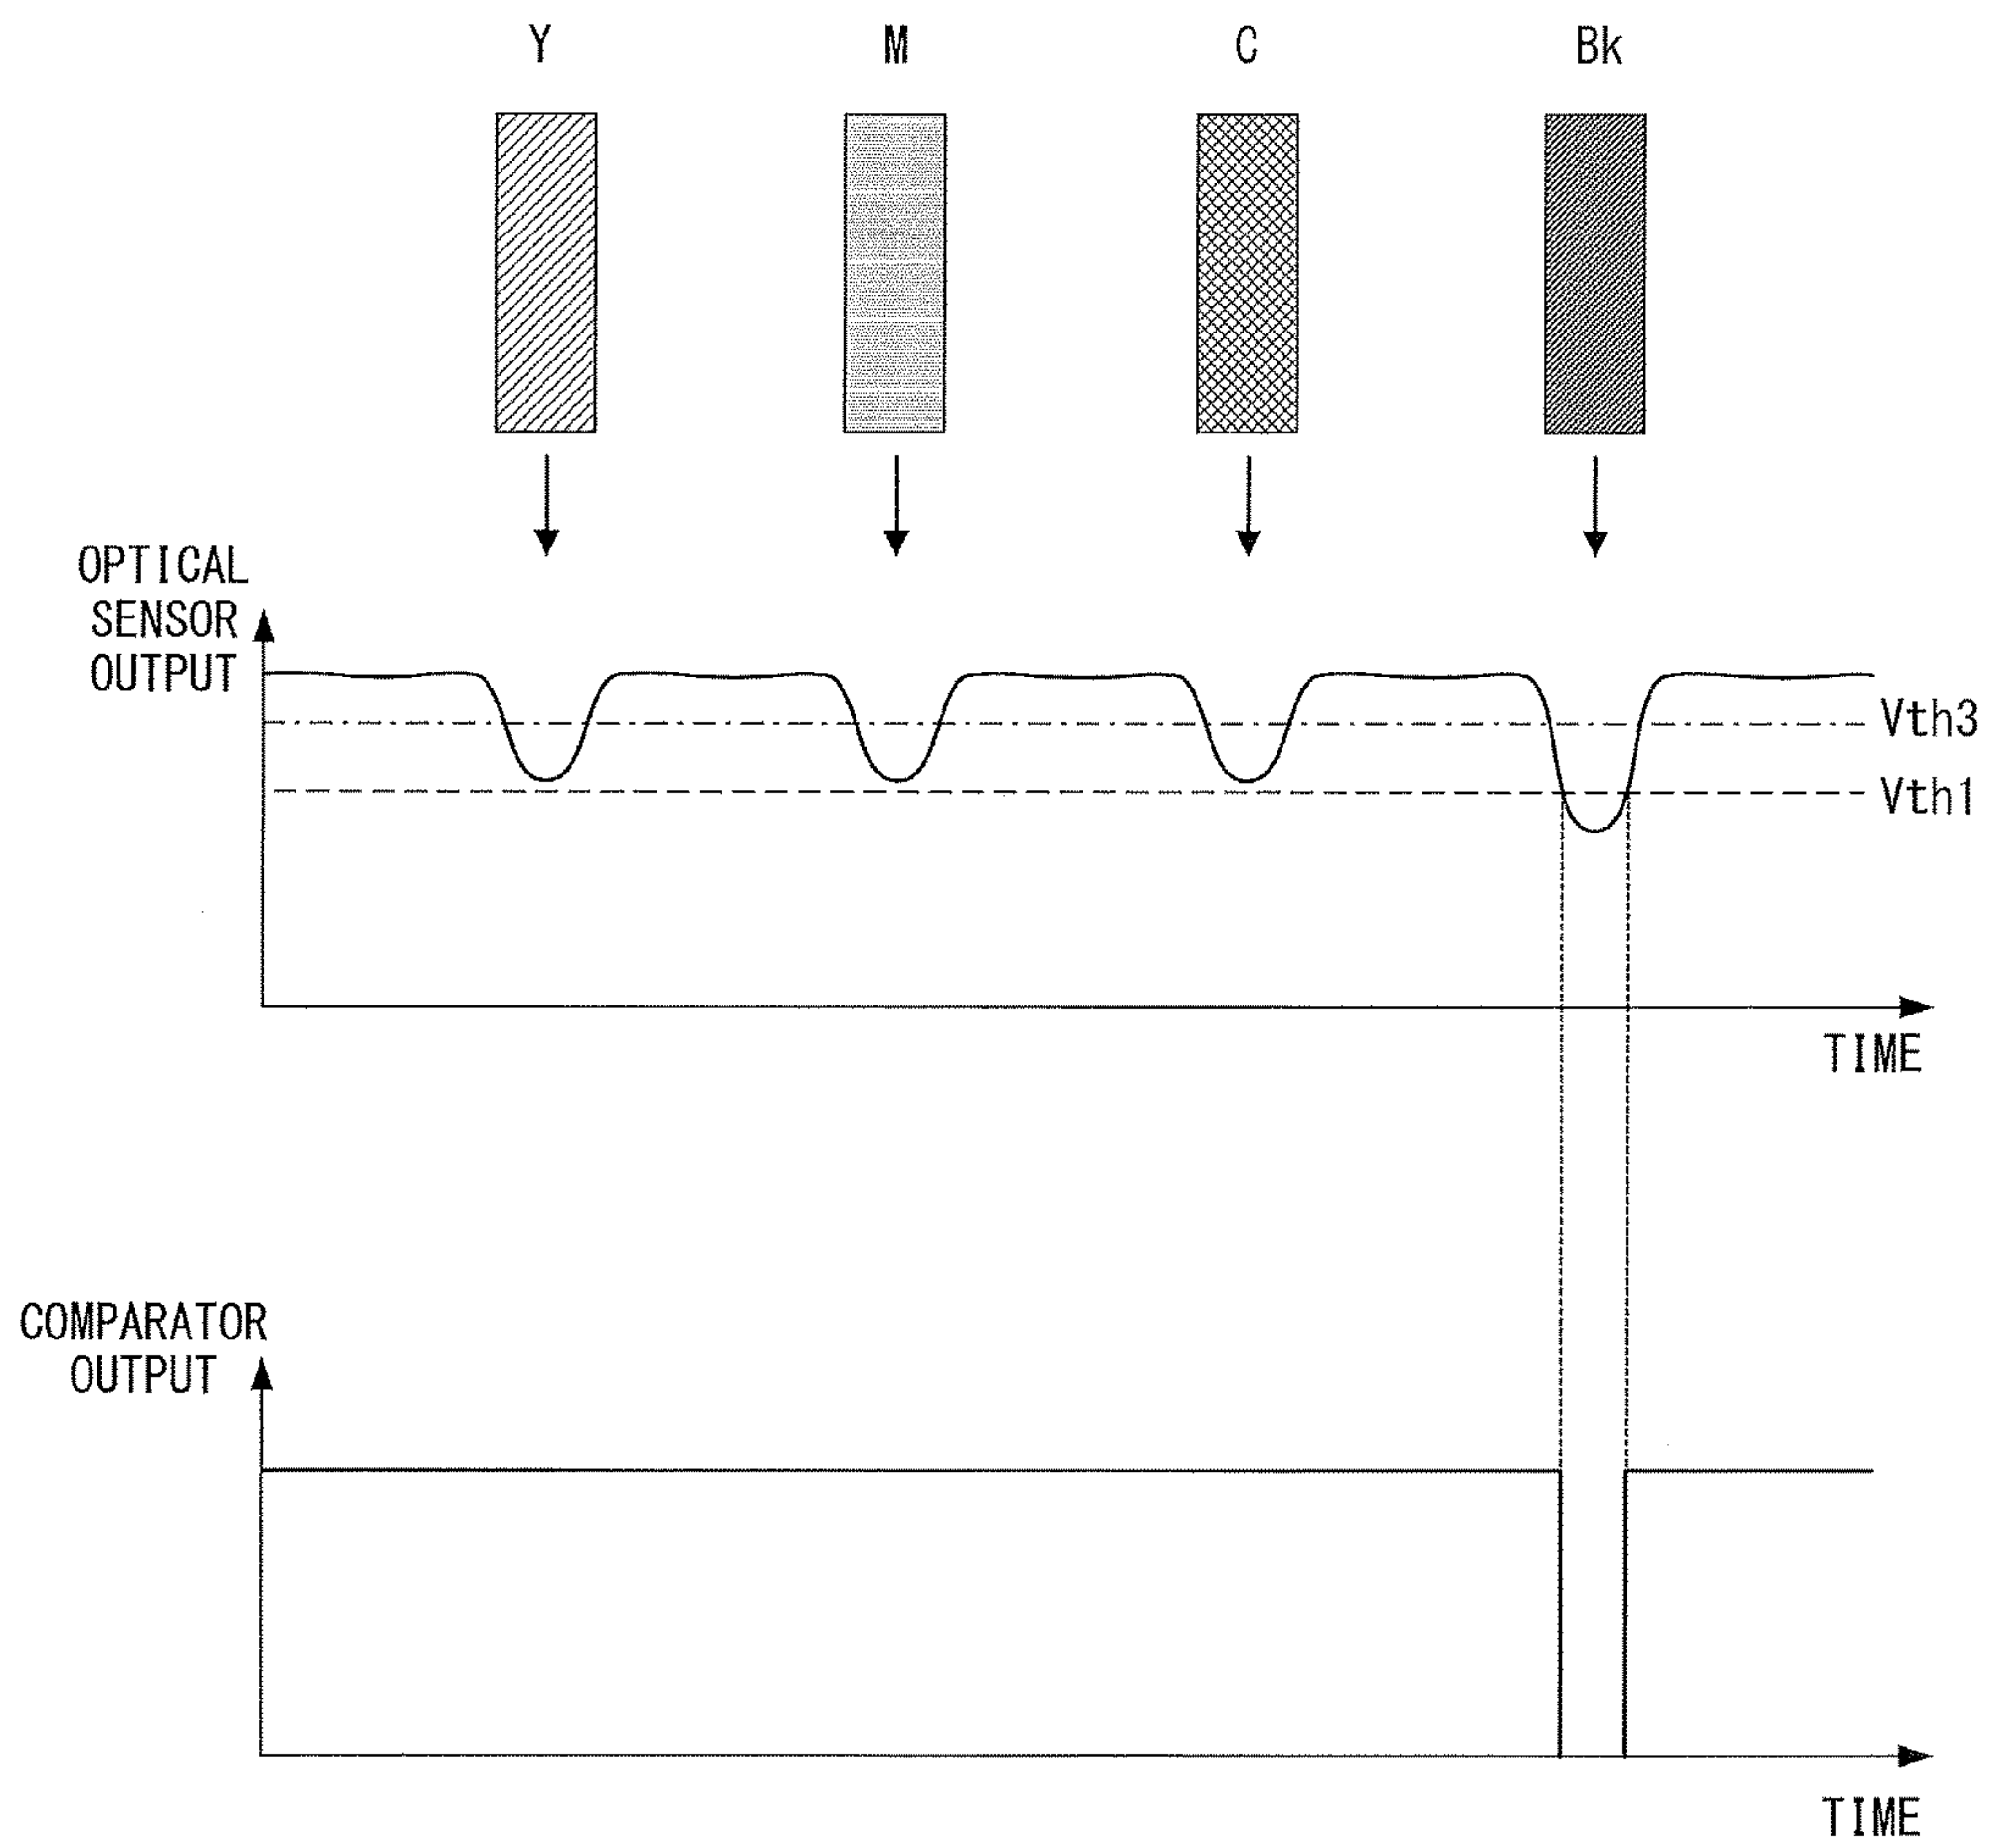 Y
M
C
Bk
OPTICAL
SENSOR
OUTPUT
Vth3
Vth1
TIME
COMPARATOR
OUTPUT
TIME